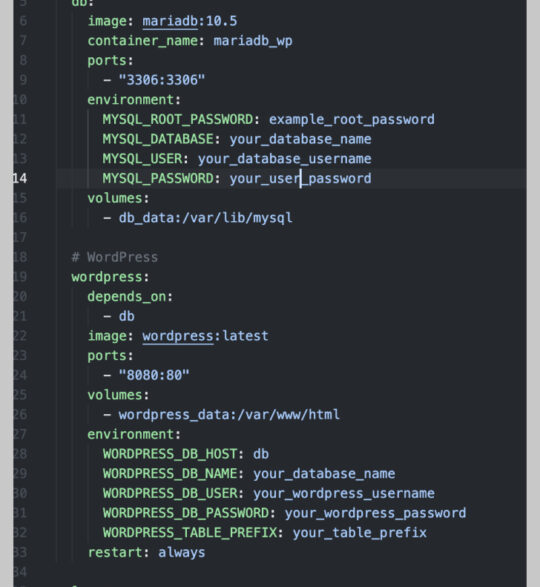 5 db:
6 image: mariadb:10.5
7 container_name: mariadb_wp
8 ports:
9 - "3306:3306"
10 environment:
11 MYSQL_ROOT_PASSWORD: example_root_password
12 MYSQL_DATABASE: your_database_name
13 MYSQL_USER: your_database_username
14 MYSQL_PASSWORD: your_user_password
15 volumes:
16 - db_data:/var/lib/mysql
17
18 # WordPress
19 wordpress:
20 depends_on:
21 - db
22 image: wordpress:latest
23 ports:
24 - "8080:80"
25 volumes:
26 - wordpress_data:/var/www/html
27 environment:
28 WORDPRESS_DB_HOST: db
29 WORDPRESS_DB_NAME: your_database_name
30 WORDPRESS_DB_USER: your_wordpress_username
31 WORDPRESS_DB_PASSWORD: your_wordpress_password
32 WORDPRESS_TABLE_PREFIX: your_table_prefix
33 restart: always
34